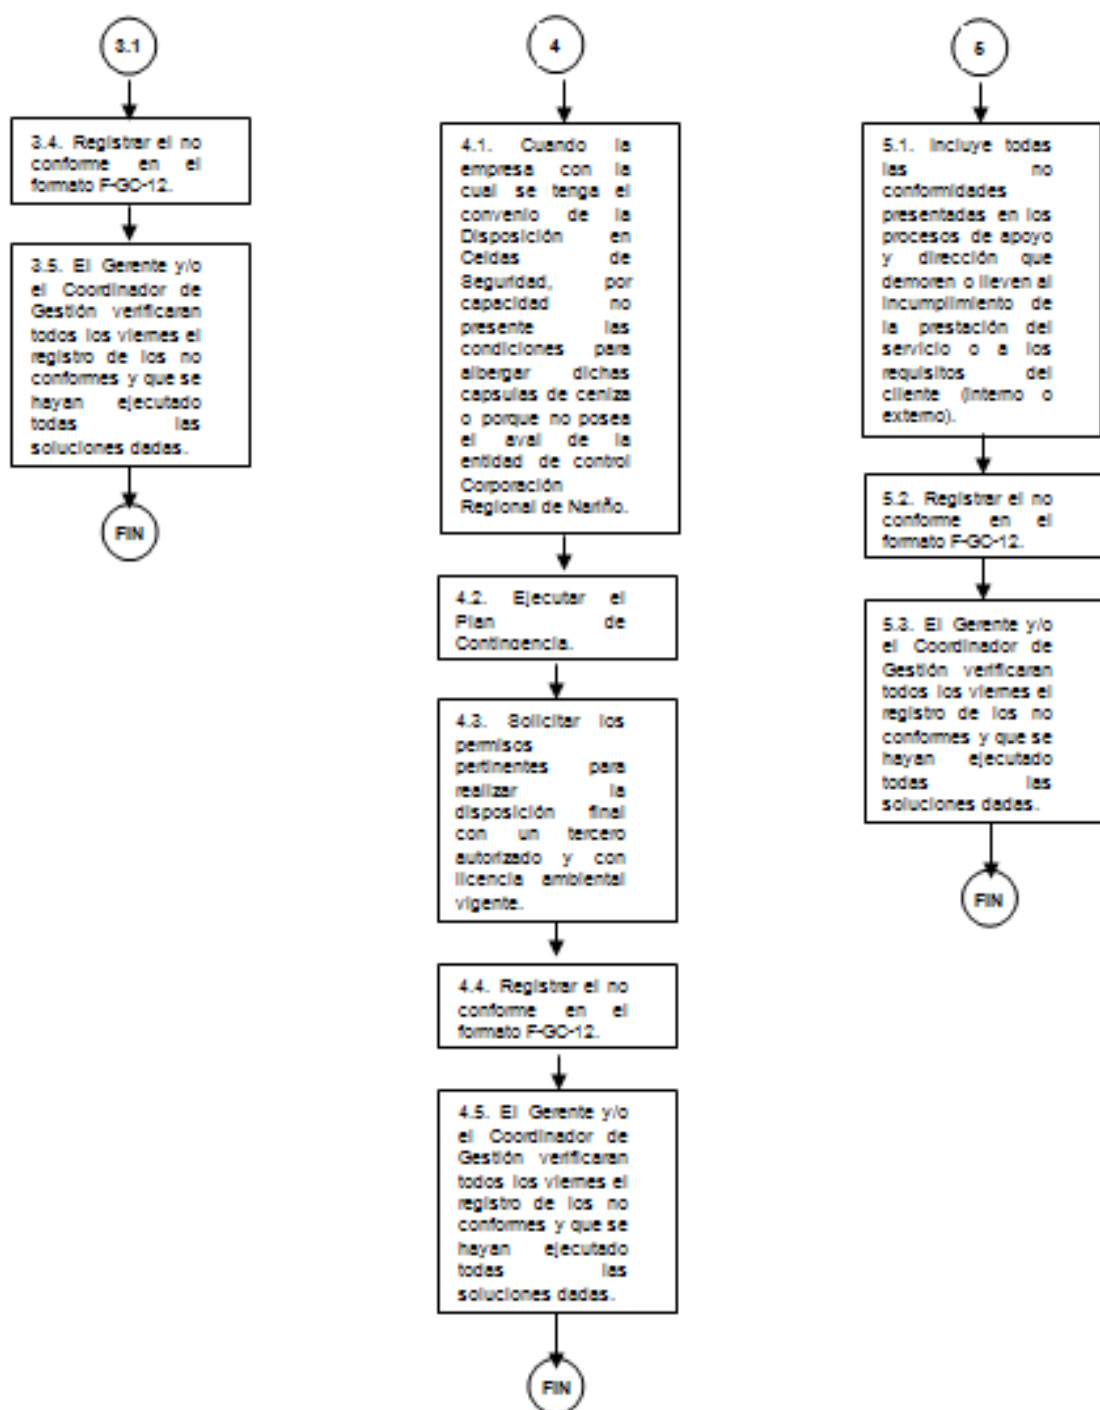 3.1
3.4. Registrar el no
conforme en el
formato F-GC-12.
3.5. El Gerente y/o
el Coordinador de
Gestión verificaran
todos los viernes el
registro de los no
conformes y que se
hayan ejecutado
todas las
soluciones dadas.
FIN
4
4.1. Cuando la
empresa con la
cual se tenga el
convenio de la
Disposición en
Celdas de
Seguridad, por
capacidad no
presente las
condiciones para
albergar dichas
capsulas de ceniza
o porque no posea
el aval de la
entidad de control
Corporación
Regional de Nariño.
4.2. Ejecutar el
Plan de
Contingencia.
4.3. Solicitar los
permisos
pertinentes para
realizar la
disposición final
con un tercero
autorizado y con
licencia ambiental
vigente.
4.4. Registrar el no
conforme en el
formato F-GC-12.
4.5. El Gerente y/o
el Coordinador de
Gestión verificaran
todos los viernes el
registro de los no
conformes y que se
hayan ejecutado
todas las
soluciones dadas.
FIN
5
5.1. Incluye todas
las no
conformidades
presentadas en los
procesos de apoyo
y dirección que
demoren o lleven al
incumplimiento de
la prestación del
servicio o a los
requisitos del
cliente (interno o
externo).
5.2. Registrar el no
conforme en el
formato F-GC-12.
5.3. El Gerente y/o
el Coordinador de
Gestión verificaran
todos los viernes el
registro de los no
conformes y que se
hayan ejecutado
todas las
soluciones dadas.
FIN